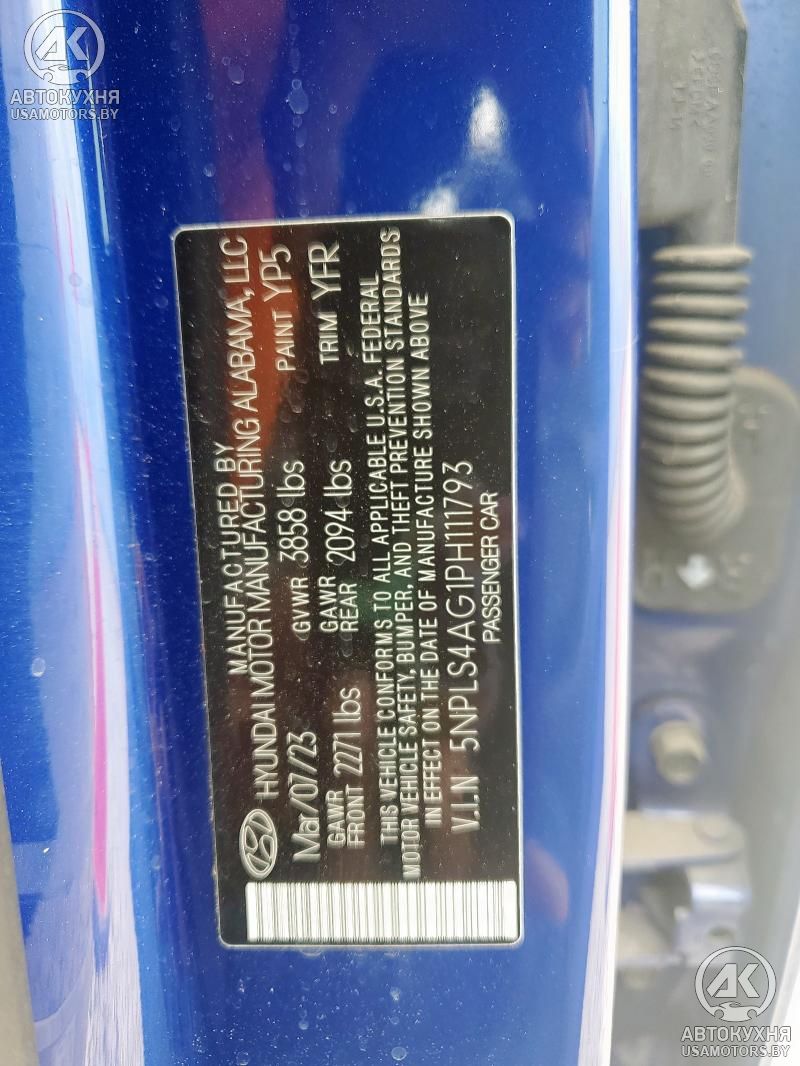 АВТОКУХНЯ
USAMOTORS.BY
MANUFACTURED BY
HYUNDAI MOTOR MANUFACTURING ALABAMA, LLC
Mar/07/23 GVWR 3858 lbs PAINT YP5
GAWR FRONT 2271 lbs GAWR REAR 2094 lbs TRIM YFR
THIS VEHICLE CONFORMS TO ALL APPLICABLE U.S.A. FEDERAL
MOTOR VEHICLE SAFETY, BUMPER, AND THEFT PREVENTION STANDARDS
IN EFFECT ON THE DATE OF MANUFACTURE SHOWN ABOVE
V.I.N 5NPLS4AG1PH111793
PASSENGER CAR
АВТОКУХНЯ
USAMOTORS.BY